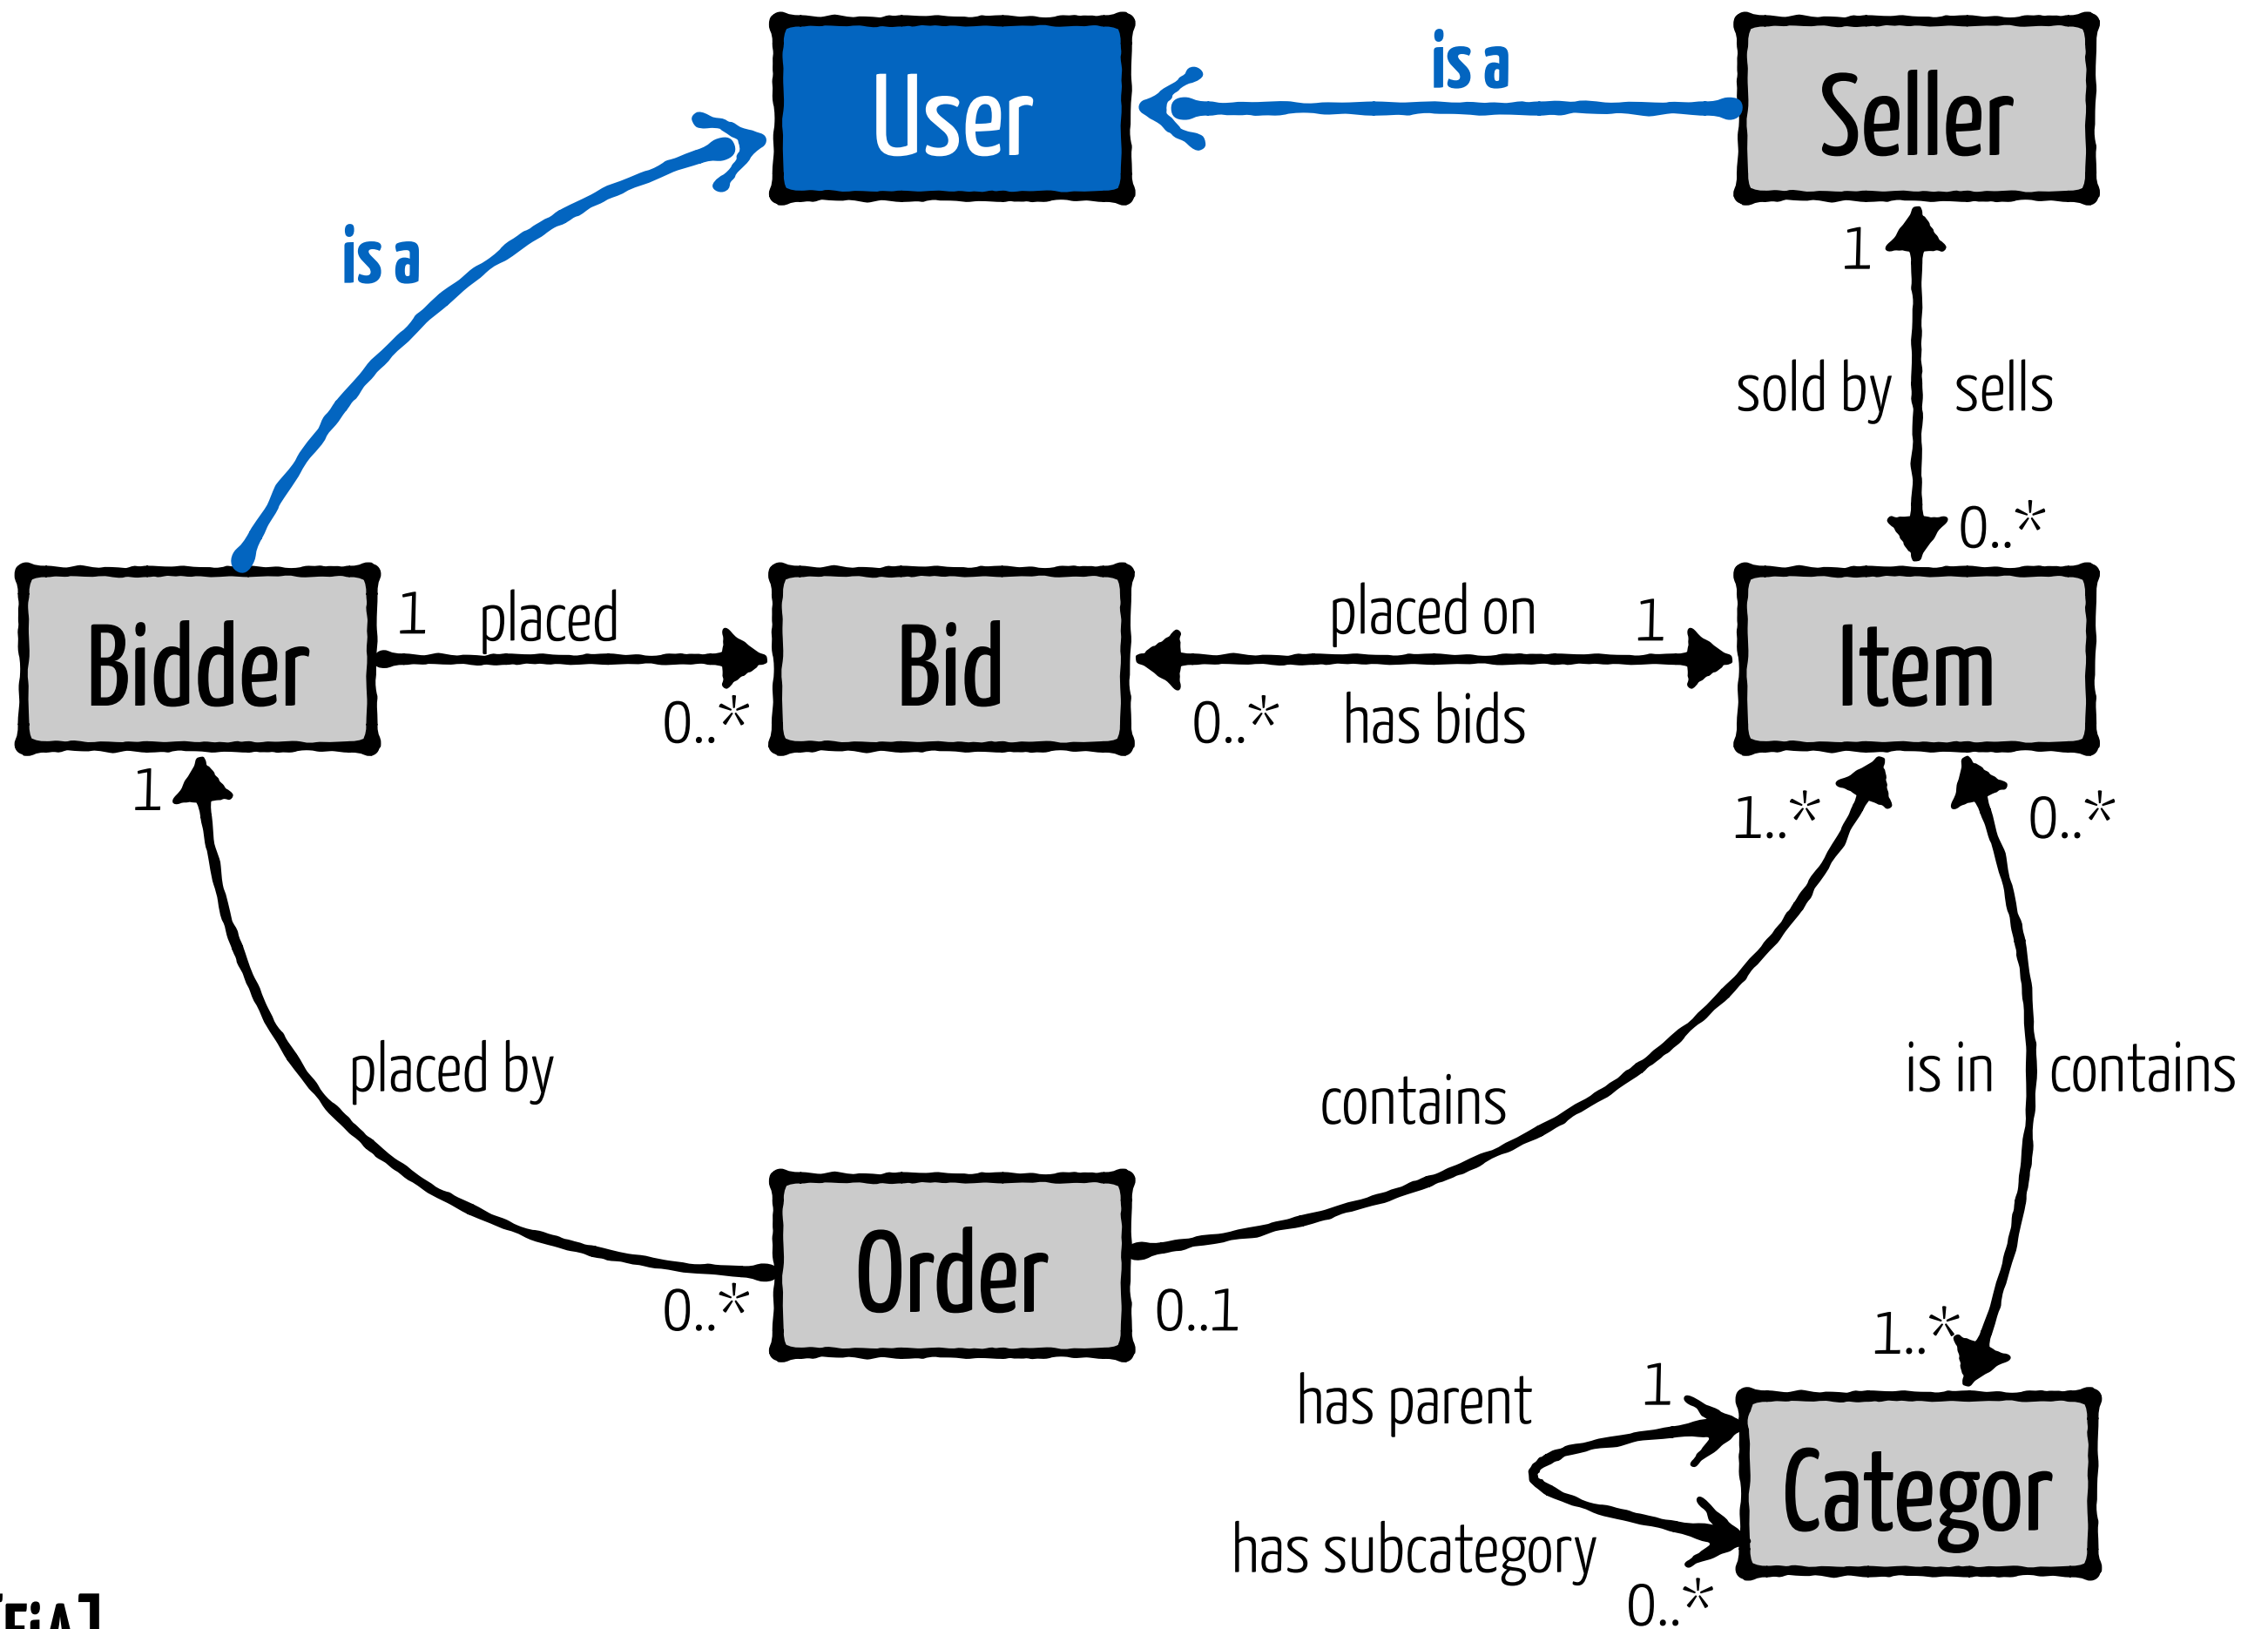 User
is a
Seller
is a
1
sold by
sells
0..*
Bidder
1
placed
0..*
Bid
placed on
1
0..*
has bids
Item
1
1..*
0..*
placed by
contains
is in
contains
0..*
Order
0..1
1..*
has parent
1
Categor
has subcategory
0..*